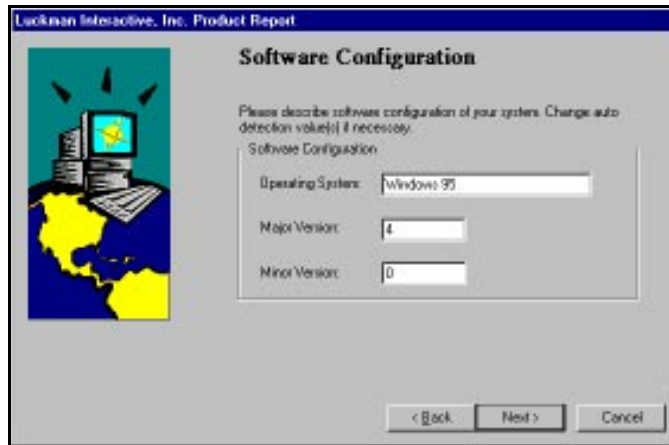 Luckman Interactive, Inc. Product Report
Software Configuration
Please describe software configuration of your system. Change auto
detection value(s) if necessary.
Software Configuration
Operating System: Windows 95
Major Version: 4
Minor Version: 0
< Back Next > Cancel